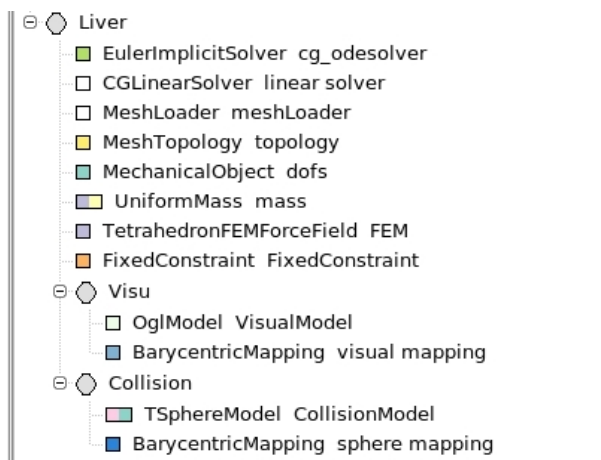 Liver
EulerImplicitSolver cg_odesolver
CGLinearSolver linear solver
MeshLoader meshLoader
MeshTopology topology
MechanicalObject dofs
UniformMass mass
TetrahedronFEMForceField FEM
FixedConstraint FixedConstraint
Visu
OglModel VisualModel
BarycentricMapping visual mapping
Collision
TSphereModel CollisionModel
BarycentricMapping sphere mapping